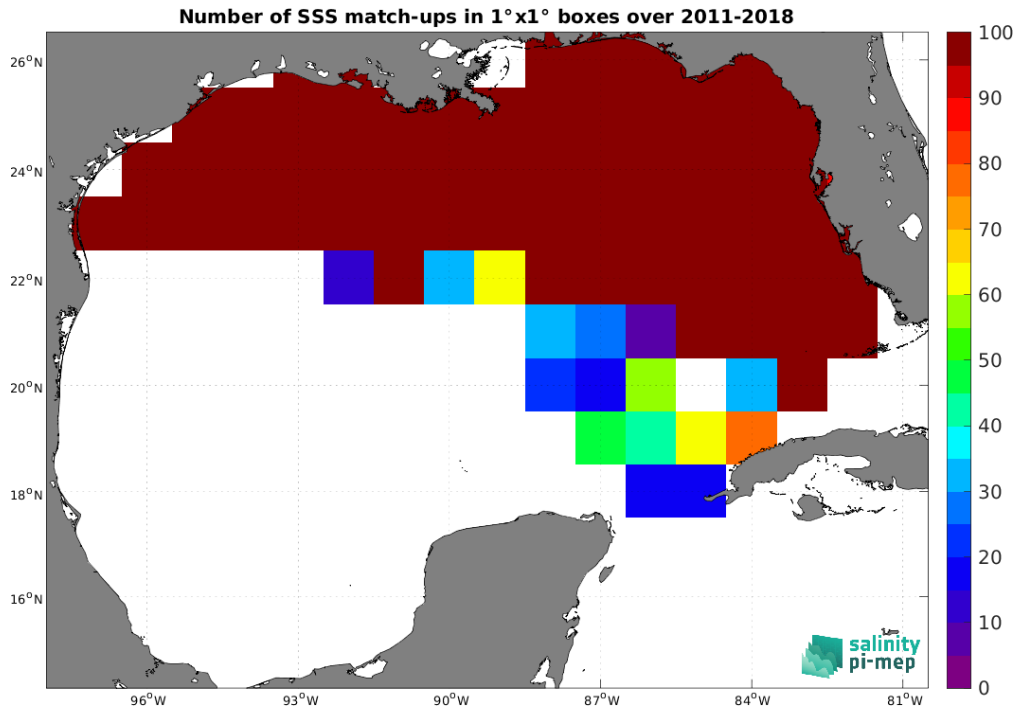 Number of SSS match-ups in 1°x1° boxes over 2011-2018
26°N
24°N
22°N
20°N
18°N
16°N
96°W
93°W
90°W
87°W
84°W
81°W
100
90
80
70
60
50
40
30
20
10
0
salinity
pi-mep